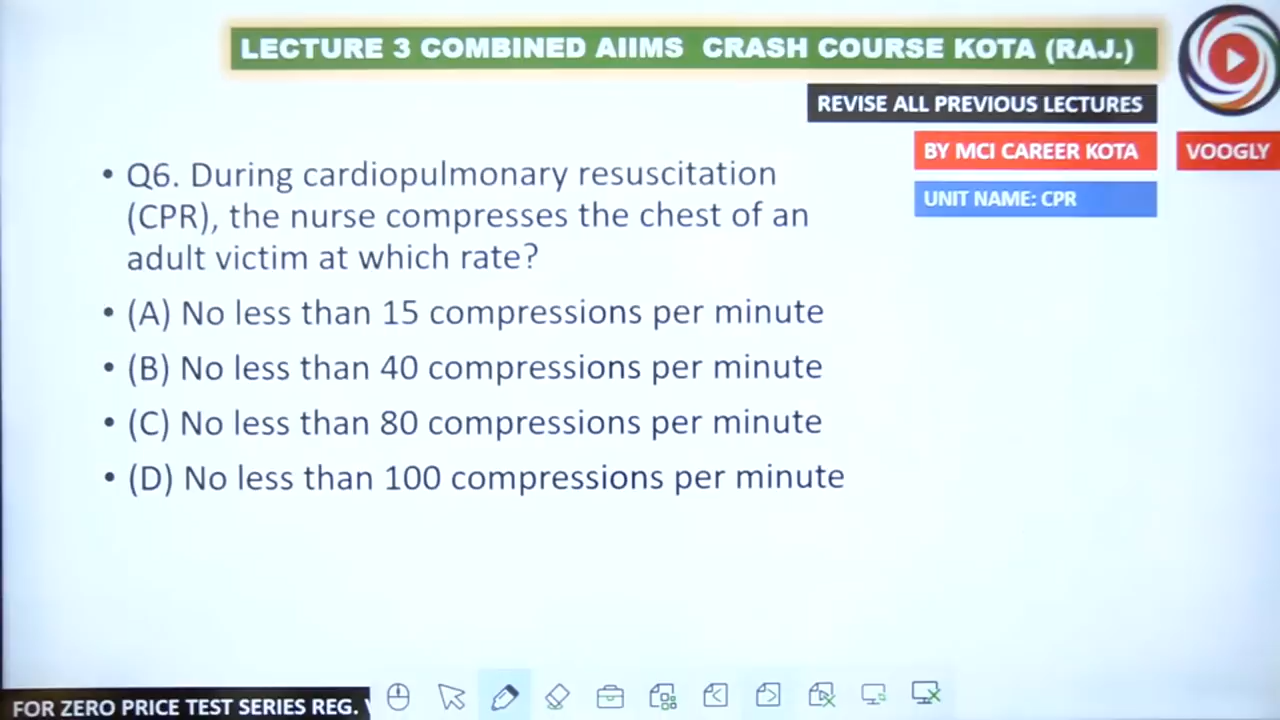 LECTURE 3 COMBINED AIIMS CRASH COURSE KOTA (RAJ.)
REVISE ALL PREVIOUS LECTURES
BY MCI CAREER KOTA
VOOGLY
UNIT NAME: CPR
• Q6. During cardiopulmonary resuscitation
(CPR), the nurse compresses the chest of an
adult victim at which rate?
• (A) No less than 15 compressions per minute
• (B) No less than 40 compressions per minute
• (C) No less than 80 compressions per minute
• (D) No less than 100 compressions per minute
FOR ZERO PRICE TEST SERIES REG.